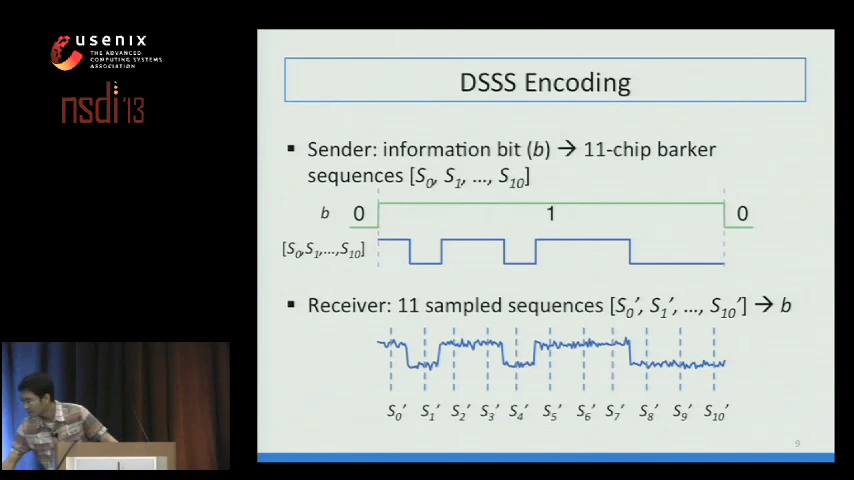 usenix
THE ADVANCED
COMPUTING SYSTEMS
ASSOCIATION
nsdi '13
DSSS Encoding
▪ Sender: information bit (b) → 11-chip barker
sequences [S0, S1, …, S10]
b 0 1 0
[S0,S1,…,S10]
▪ Receiver: 11 sampled sequences [S0′, S1′, …, S10′] → b
S0′ S1′ S2′ S3′ S4′ S5′ S6′ S7′ S8′ S9′ S10′
9